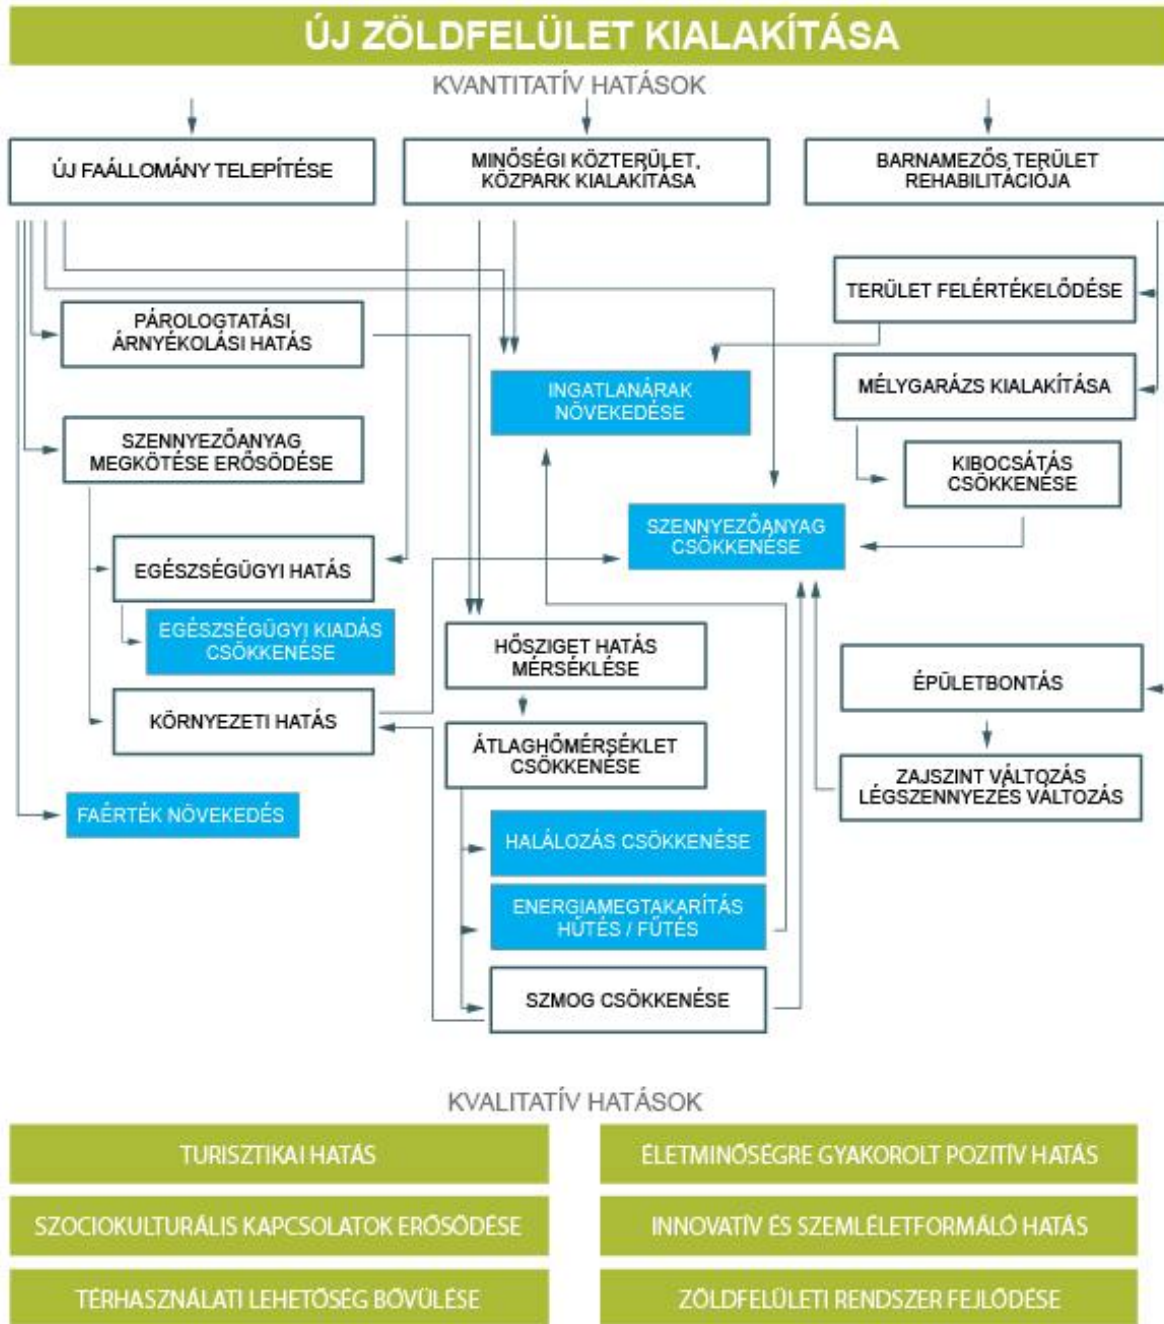 ÚJ ZÖLDFELÜLET KIALAKÍTÁSA
KVANTITATÍV HATÁSOK
ÚJ FAÁLLOMÁNY TELEPÍTÉSE
MINŐSÉGI KÖZTERÜLET,
KÖZPARK KIALAKÍTÁSA
BARNAMEZŐS TERÜLET
REHABILITÁCIÓJA
TERÜLET FELÉRTÉKELŐDÉSE
PÁROLOGTATÁSI
ÁRNYÉKOLÁSI HATÁS
INGATLANÁRAK
NÖVEKEDÉSE
MÉLYGARÁZS KIALAKÍTÁSA
SZENNYEZŐANYAG
MEGKÖTÉSE ERŐSÖDÉSE
KIBOCSÁTÁS
CSÖKKENÉSE
SZENNYEZŐANYAG
CSÖKKENÉSE
EGÉSZSÉGÜGYI HATÁS
EGÉSZSÉGÜGYI KIADÁS
CSÖKKENÉSE
HŐSZIGET HATÁS
MÉRSÉKLÉSE
ÉPÜLETBONTÁS
KÖRNYEZETI HATÁS
ÁTLAGHŐMÉRSÉKLET
CSÖKKENÉSE
ZAJSZINT VÁLTOZÁS
LÉGSZENNYEZÉS VÁLTOZÁS
FAÉRTÉK NÖVEKEDÉS
HALÁLOZÁS CSÖKKENÉSE
ENERGIAMEGTAKARÍTÁS
HŰTÉS / FŰTÉS
SZMOG CSÖKKENÉSE
KVALITATÍV HATÁSOK
TURISZTIKAI HATÁS
ÉLETMINŐSÉGRE GYAKOROLT POZITÍV HATÁS
SZOCIOKULTURÁLIS KAPCSOLATOK ERŐSÖDÉSE
INNOVATÍV ÉS SZEMLÉLETFORMÁLÓ HATÁS
TÉRHASZNÁLATI LEHETŐSÉG BŐVÜLÉSE
ZÖLDFELÜLETI RENDSZER FEJLŐDÉSE